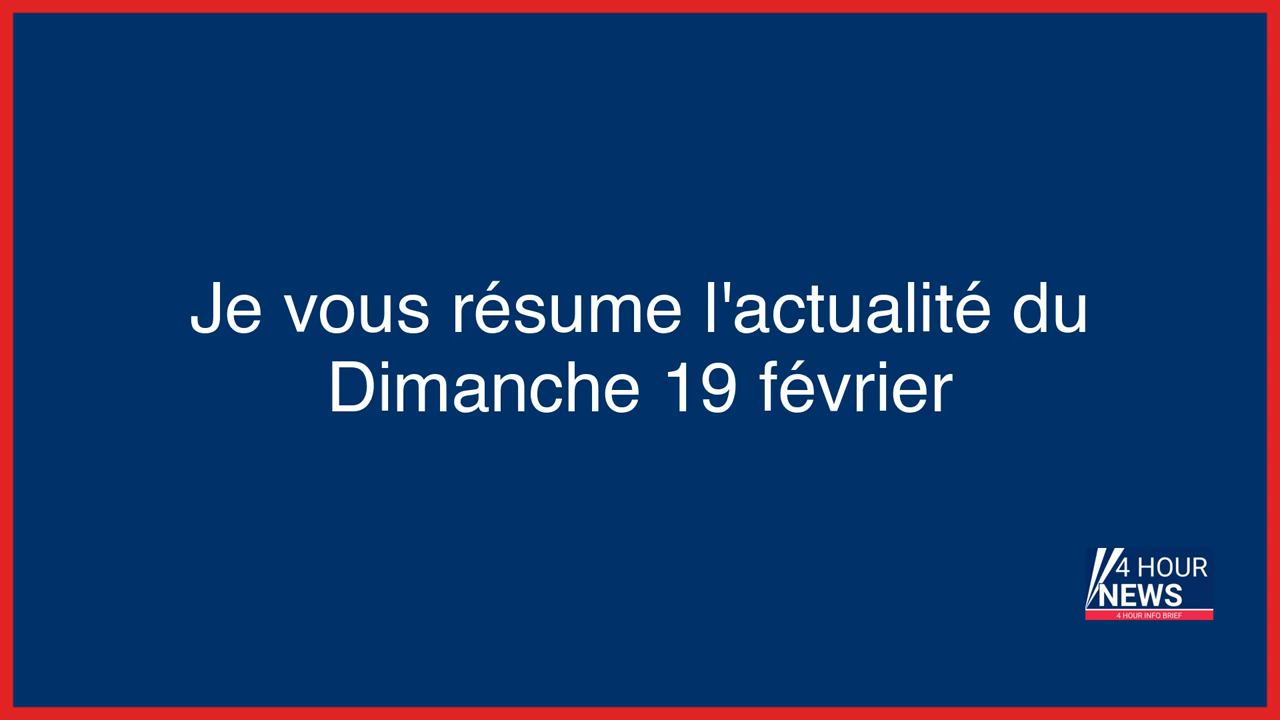 Je vous résume l'actualité du
Dimanche 19 février
4 HOUR
NEWS
4 HOUR INFO BRIEF